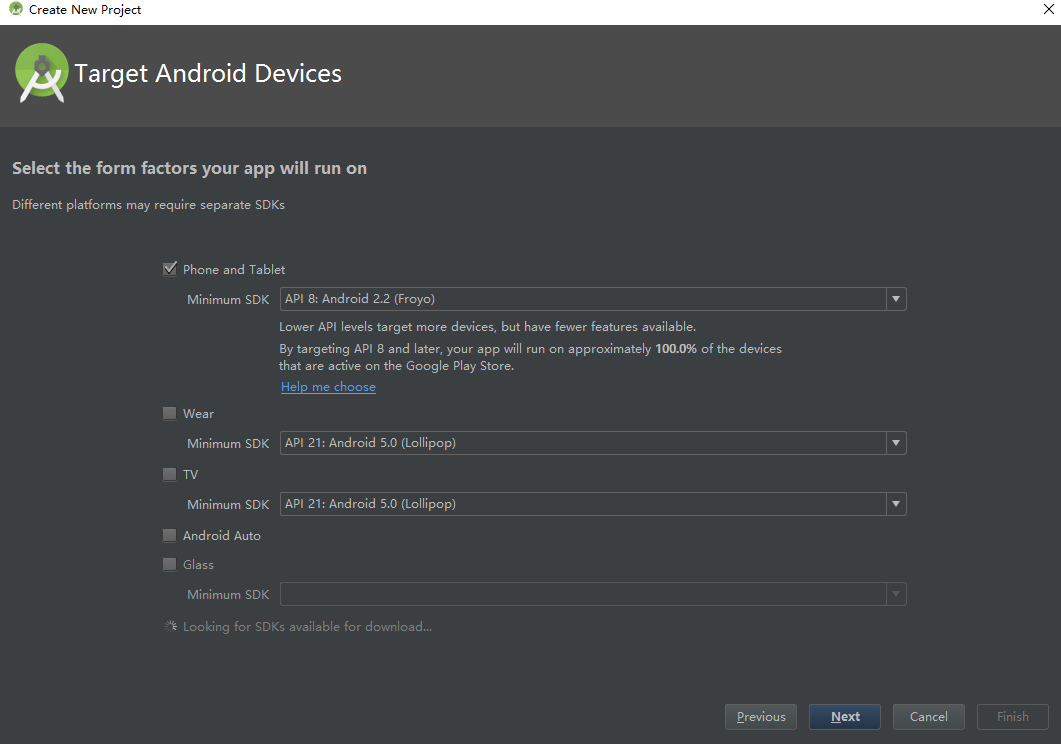 Create New Project
Target Android Devices
Select the form factors your app will run on
Different platforms may require separate SDKs
Phone and Tablet
Minimum SDK API 8: Android 2.2 (Froyo)
Lower API levels target more devices, but have fewer features available.
By targeting API 8 and later, your app will run on approximately 100.0% of the devices
that are active on the Google Play Store.
Help me choose
Wear
Minimum SDK API 21: Android 5.0 (Lollipop)
TV
Minimum SDK API 21: Android 5.0 (Lollipop)
Android Auto
Glass
Minimum SDK
Looking for SDKs available for download...
Previous Next Cancel Finish